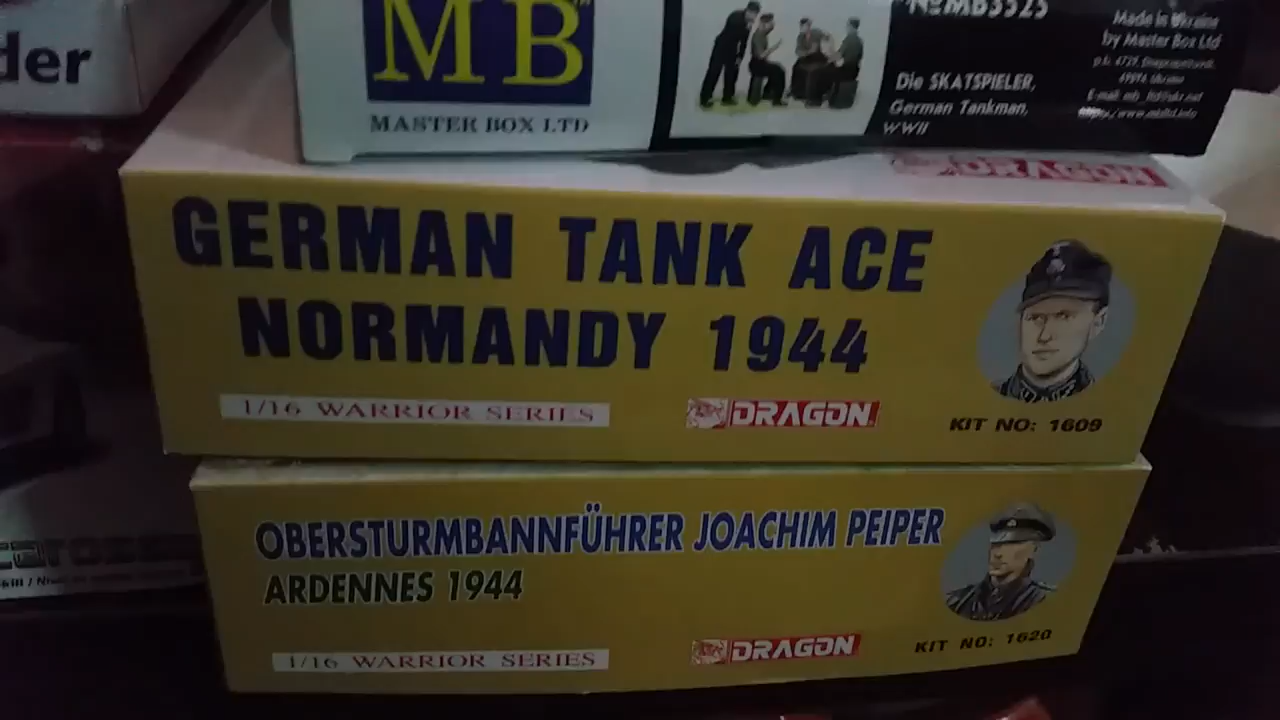 der
MB
MASTER BOX LTD
№MB3525
Die SKATSPIELER,
German Tankman,
WWII
Made in Ukraine
by Master Box Ltd
DRAGON
GERMAN TANK ACE
NORMANDY 1944
1/16 WARRIOR SERIES
DRAGON
KIT NO: 1609
OBERSTURMBANNFÜHRER JOACHIM PEIPER
ARDENNES 1944
1/16 WARRIOR SERIES
DRAGON
KIT NO: 1620